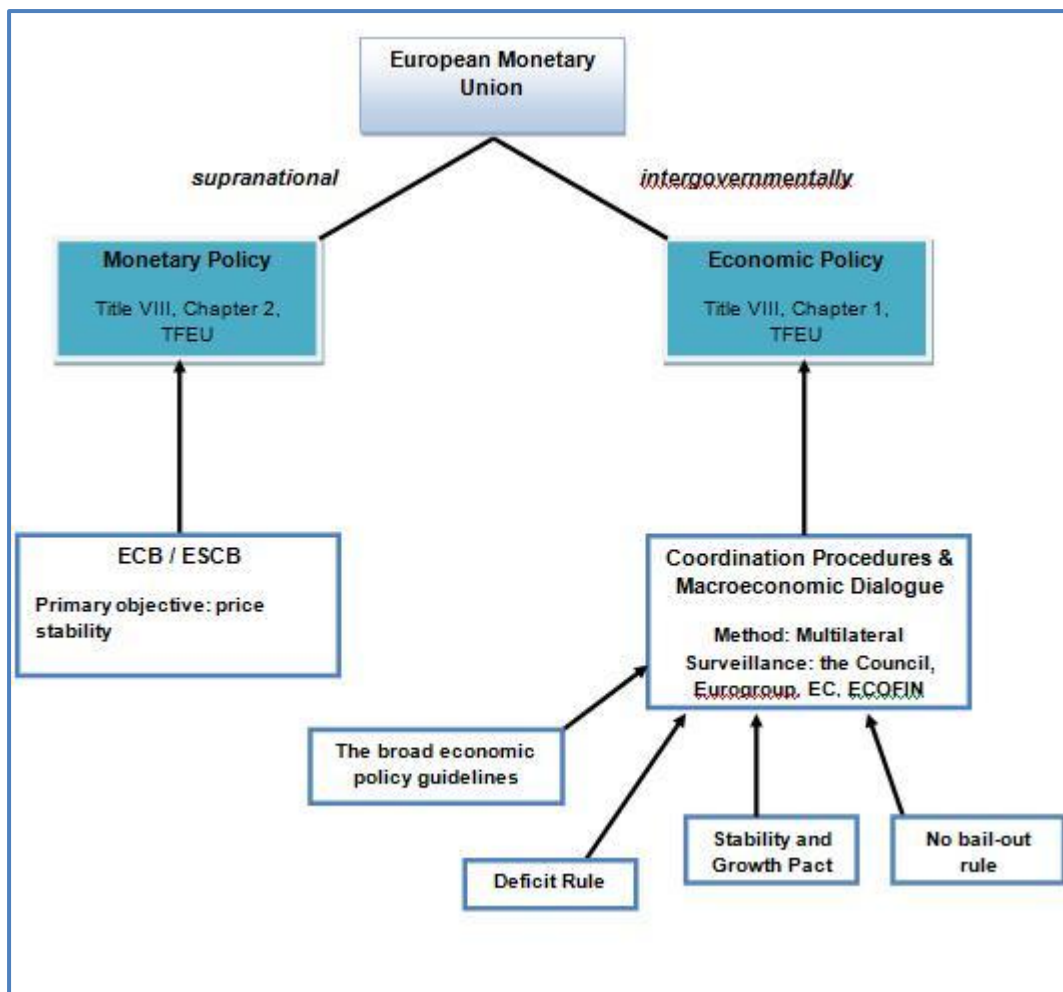 European Monetary
Union
supranational
intergovernmentally
Monetary Policy
Title VIII, Chapter 2,
TFEU
Economic Policy
Title VIII, Chapter 1,
TFEU
ECB / ESCB
Primary objective: price
stability
Coordination Procedures &
Macroeconomic Dialogue
Method: Multilateral
Surveillance: the Council,
Eurogroup, EC, ECOFIN
The broad economic
policy guidelines
Deficit Rule
Stability and
Growth Pact
No bail-out
rule